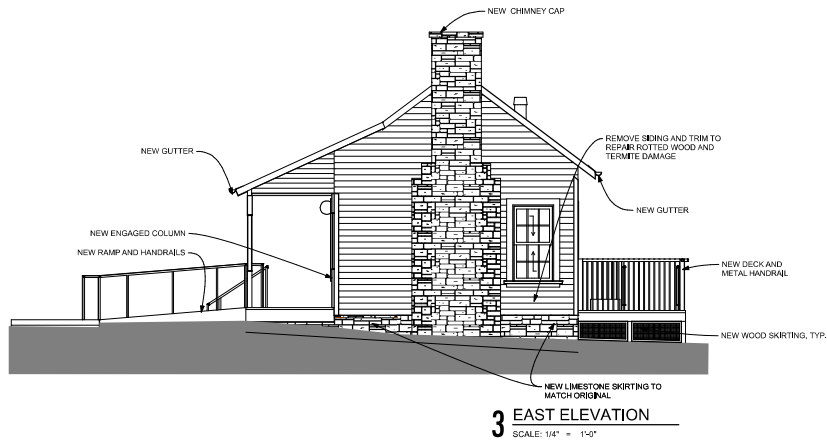 NEW CHIMNEY CAP
REMOVE SIDING AND TRIM TO
REPAIR ROTTED WOOD AND
TERMITE DAMAGE
NEW GUTTER
NEW GUTTER
NEW ENGAGED COLUMN
NEW RAMP AND HANDRAILS
NEW DECK AND
METAL HANDRAIL
NEW WOOD SKIRTING, TYP.
NEW LIMESTONE SKIRTING TO
MATCH ORIGINAL
3 EAST ELEVATION
SCALE: 1/4" = 1'-0"